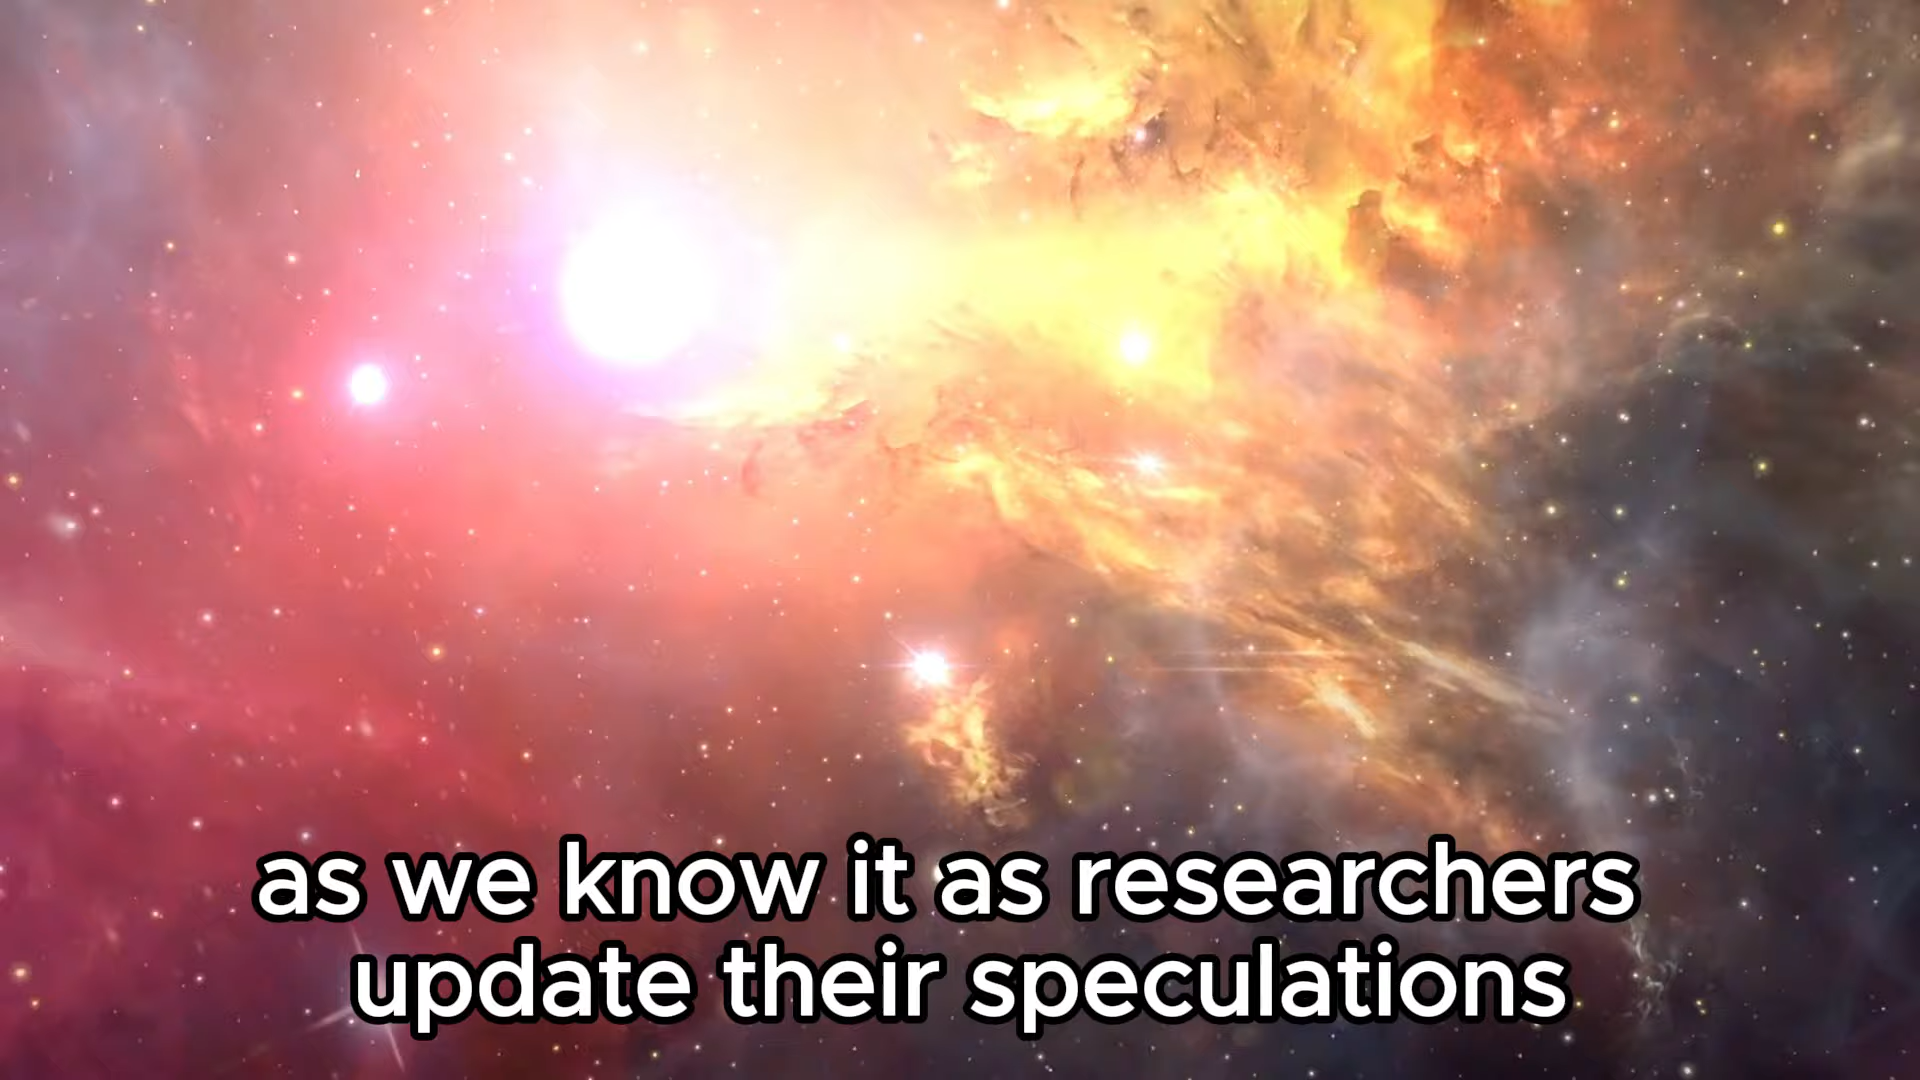 as we know it as researchers
update their speculations